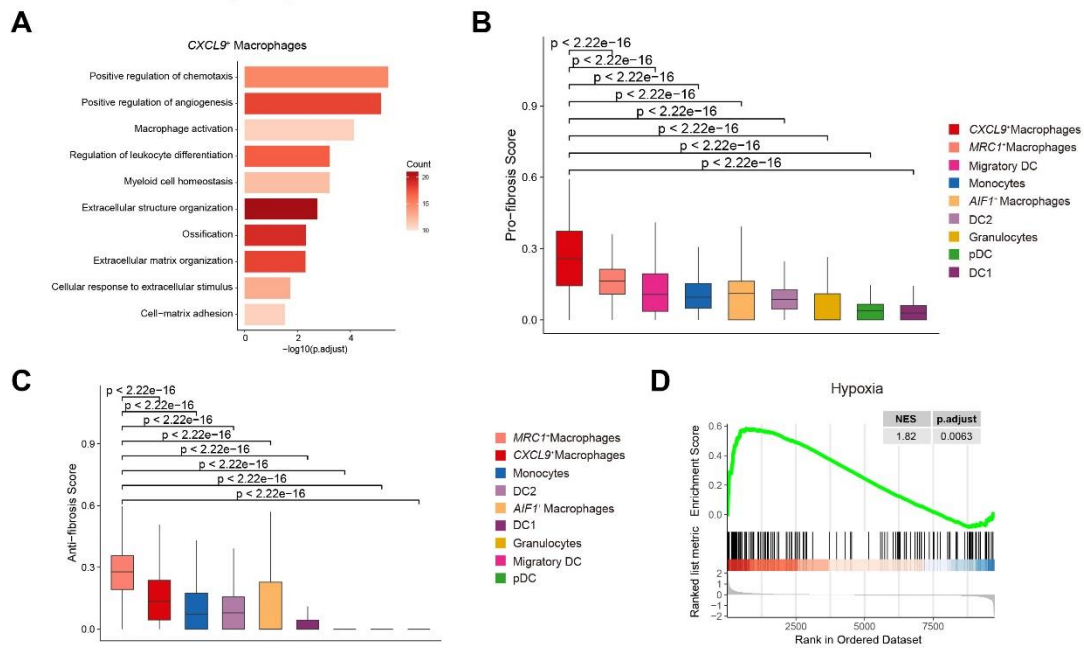 A
CXCL9⁺ Macrophages
Positive regulation of chemotaxis
Positive regulation of angiogenesis
Macrophage activation
Regulation of leukocyte differentiation
Myeloid cell homeostasis
Extracellular structure organization
Ossification
Extracellular matrix organization
Cellular response to extracellular stimulus
Cell-matrix adhesion
0 2 4
−log10(p.adjust)
Count
20
15
10
B
p < 2.22e−16
p < 2.22e−16
p < 2.22e−16
p < 2.22e−16
p < 2.22e−16
p < 2.22e−16
p < 2.22e−16
p < 2.22e−16
Pro-fibrosis Score
0.9
0.6
0.3
0.0
CXCL9⁺Macrophages
MRC1⁺Macrophages
Migratory DC
Monocytes
AIF1⁺ Macrophages
DC2
Granulocytes
pDC
DC1
C
p < 2.22e−16
p < 2.22e−16
p < 2.22e−16
p < 2.22e−16
p < 2.22e−16
p < 2.22e−16
p < 2.22e−16
p < 2.22e−16
Anti-fibrosis Score
0.9
0.6
0.3
0.0
MRC1⁺Macrophages
CXCL9⁺Macrophages
Monocytes
DC2
AIF1⁺ Macrophages
DC1
Granulocytes
Migratory DC
pDC
D
Hypoxia
NES p.adjust
1.82 0.0063
Enrichment Score
0.6
0.4
0.2
0.0
Ranked list metric
2
1
0
−1
−2
2500 5000 7500
Rank in Ordered Dataset